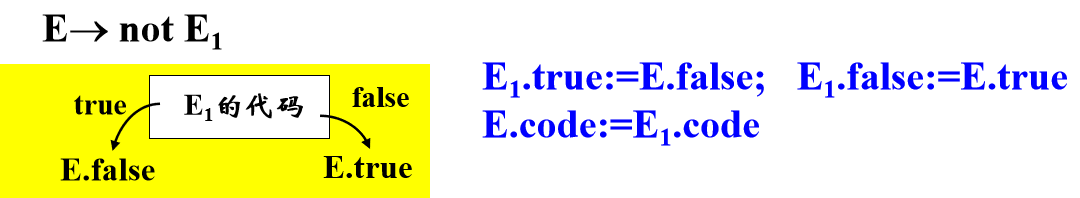 E→ not E₁
true
E₁的代码
false
E.false
E.true
E₁.true:=E.false; E₁.false:=E.true
E.code:=E₁.code